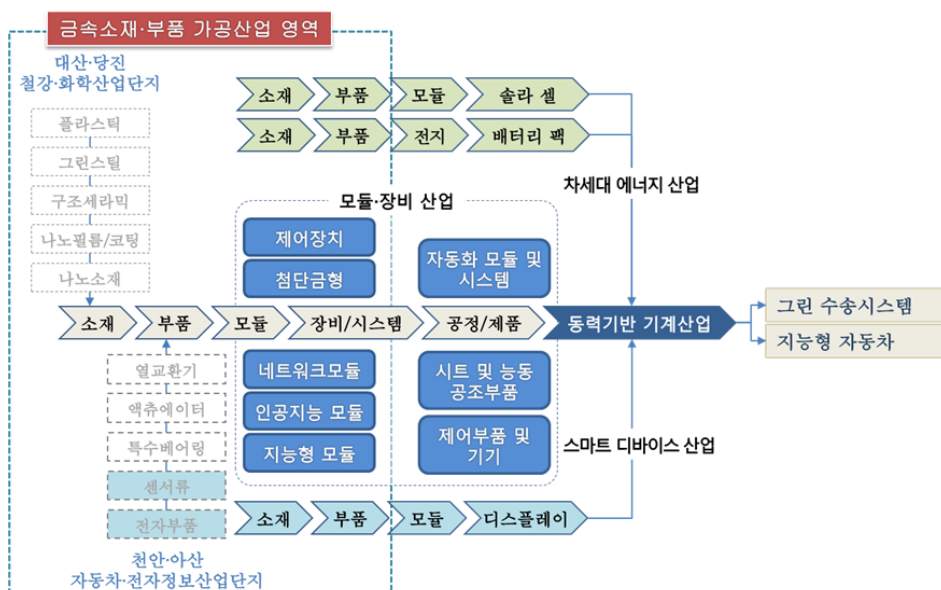 금속소재·부품 가공산업 영역
대산·당진
철강·화학산업단지
플라스틱
그린스틸
구조세라믹
나노필름/코팅
나노소재
소재
부품
모듈
솔라 셀
소재
부품
전지
배터리 팩
차세대 에너지 산업
모듈·장비 산업
제어장치
첨단금형
자동화 모듈 및
시스템
소재
부품
모듈
장비/시스템
공정/제품
동력기반 기계산업
그린 수송시스템
지능형 자동차
열교환기
액츄에이터
특수베어링
센서류
전자부품
네트워크모듈
인공지능 모듈
지능형 모듈
시트 및 능동
공조부품
제어부품 및
기기
스마트 디바이스 산업
소재
부품
모듈
디스플레이
천안·아산
자동차·전자정보산업단지